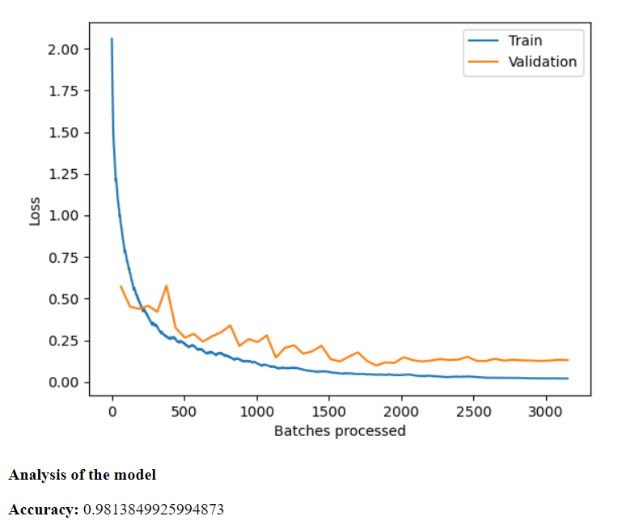 Train
Validation
2.00
1.75
1.50
1.25
1.00
0.75
0.50
0.25
0.00
Loss
0 500 1000 1500 2000 2500 3000
Batches processed
Analysis of the model
Accuracy: 0.9813849925994873